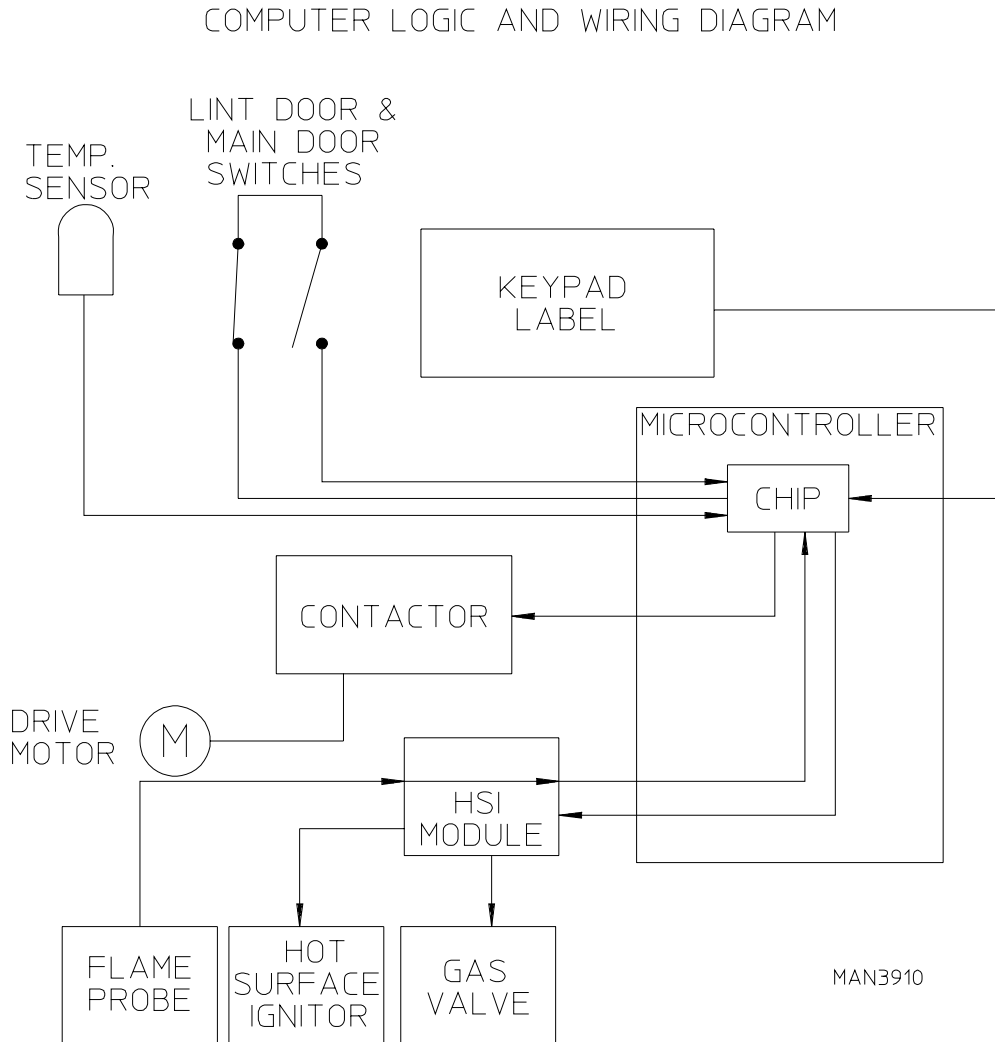 COMPUTER LOGIC AND WIRING DIAGRAM
LINT DOOR &
MAIN DOOR
SWITCHES
TEMP.
SENSOR
KEYPAD
LABEL
MICROCONTROLLER
CHIP
CONTACTOR
DRIVE
MOTOR
M
HSI
MODULE
FLAME
PROBE
HOT
SURFACE
IGNITOR
GAS
VALVE
MAN3910